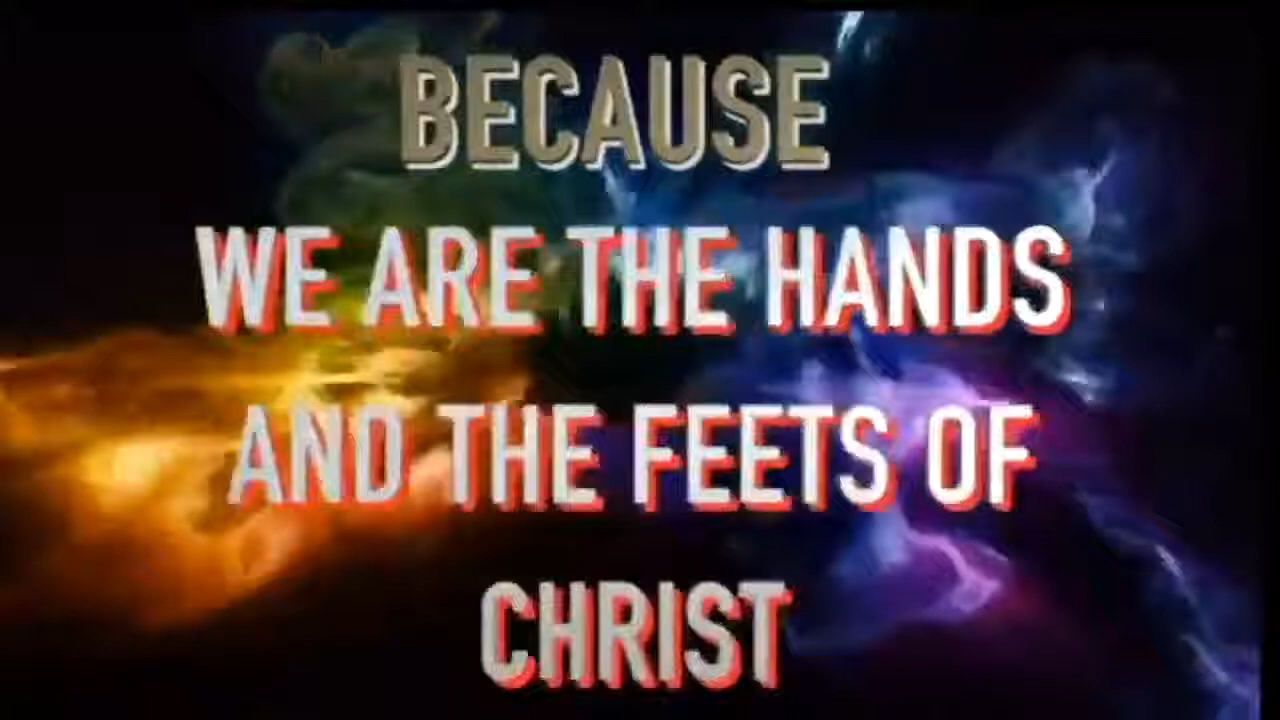 BECAUSE
WE ARE THE HANDS
AND THE FEETS OF
CHRIST